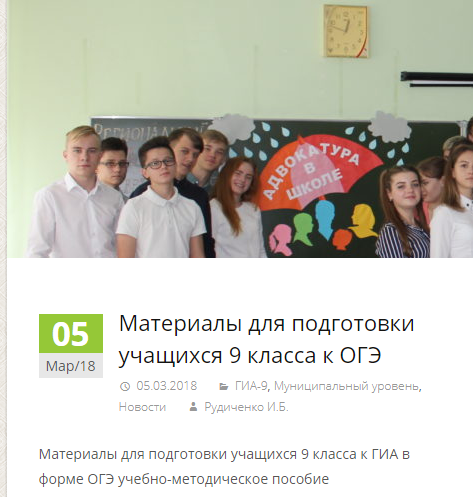 РЕГИОНАЛЬНЫЙ
АДВОКАТУРА
В
ШКОЛЕ
05
Мар/18
Материалы для подготовки
учащихся 9 класса к ОГЭ
05.03.2018 ГИА-9, Муниципальный уровень,
Новости Рудиченко И.Б.
Материалы для подготовки учащихся 9 класса к ГИА в
форме ОГЭ учебно-методическое пособие